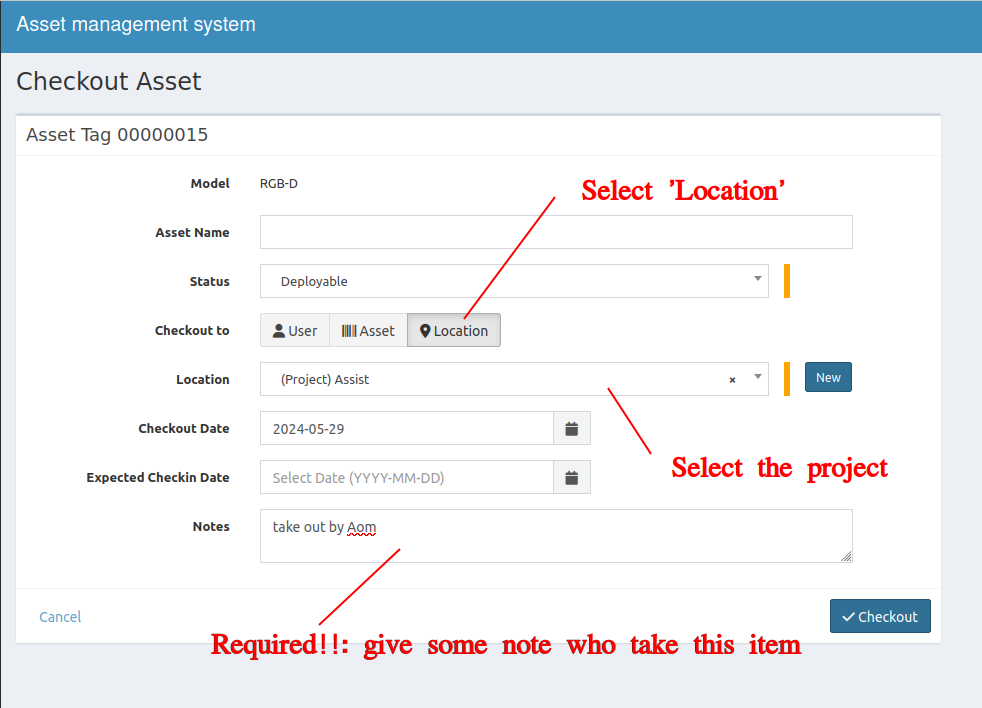 Asset management system
Checkout Asset
Asset Tag 00000015
Model RGB-D
Select 'Location'
Asset Name
Status Deployable
Checkout to User Asset Location
Location (Project) Assist × New
Checkout Date 2024-05-29
Select the project
Expected Checkin Date Select Date (YYYY-MM-DD)
Notes take out by Aom
Cancel Checkout
Required!!: give some note who take this item